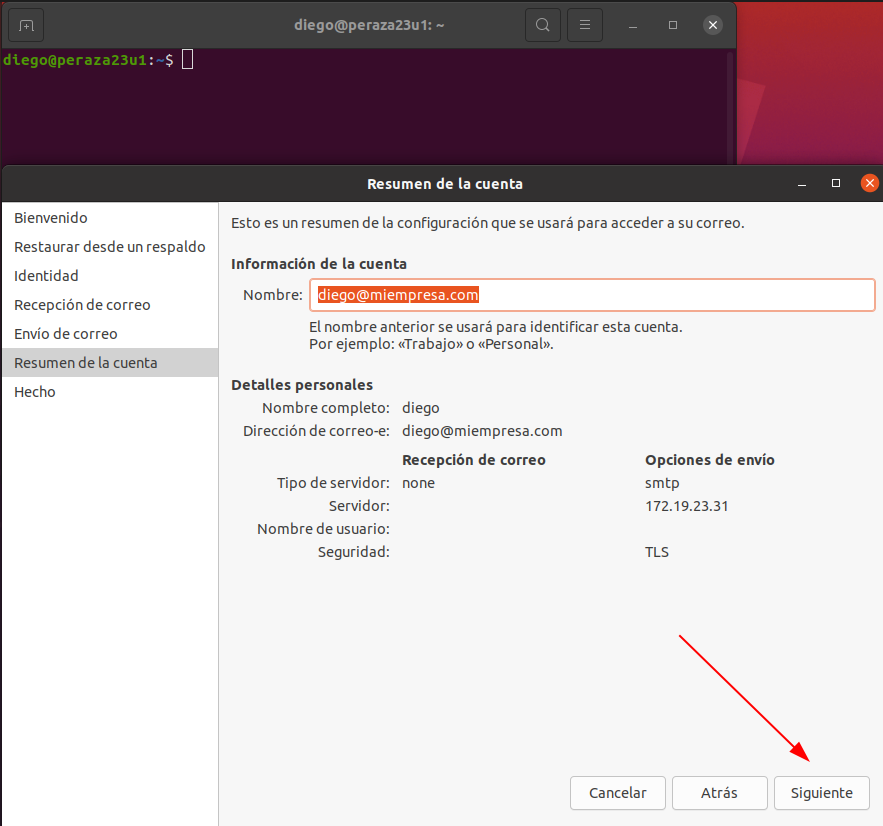 diego@peraza23u1: ~
diego@peraza23u1:~$
Resumen de la cuenta
Bienvenido
Restaurar desde un respaldo
Identidad
Recepción de correo
Envío de correo
Resumen de la cuenta
Hecho
Esto es un resumen de la configuración que se usará para acceder a su correo.
Información de la cuenta
Nombre: diego@miempresa.com
El nombre anterior se usará para identificar esta cuenta.
Por ejemplo: «Trabajo» o «Personal».
Detalles personales
Nombre completo: diego
Dirección de correo-e: diego@miempresa.com
Recepción de correo Opciones de envío
Tipo de servidor: none smtp
Servidor: 172.19.23.31
Nombre de usuario:
Seguridad: TLS
Cancelar Atrás Siguiente